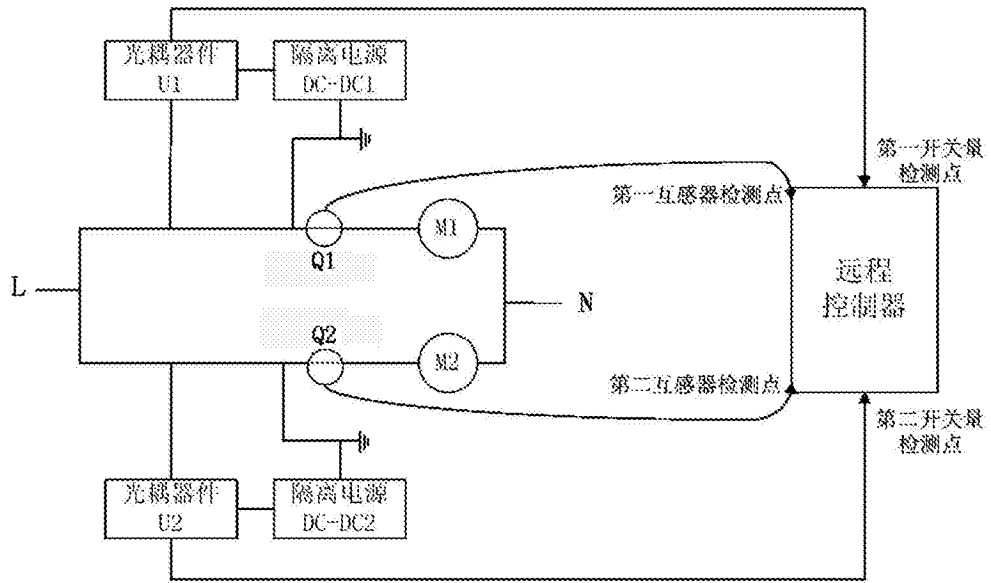 光耦器件
U1
隔离电源
DC-DC1
第一开关量
检测点
第一互感器检测点
M1
Q1
远程
控制器
L
N
Q2
M2
第二互感器检测点
第二开关量
检测点
光耦器件
U2
隔离电源
DC-DC2